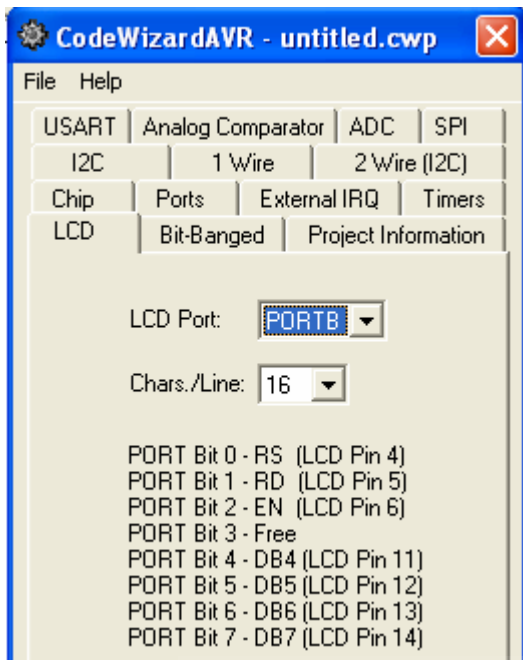 CodeWizardAVR - untitled.cwp
File Help
USART Analog Comparator ADC SPI
I2C 1 Wire 2 Wire (I2C)
Chip Ports External IRQ Timers
LCD Bit-Banged Project Information
LCD Port: PORTB
Chars./Line: 16
PORT Bit 0 - RS (LCD Pin 4)
PORT Bit 1 - RD (LCD Pin 5)
PORT Bit 2 - EN (LCD Pin 6)
PORT Bit 3 - Free
PORT Bit 4 - DB4 (LCD Pin 11)
PORT Bit 5 - DB5 (LCD Pin 12)
PORT Bit 6 - DB6 (LCD Pin 13)
PORT Bit 7 - DB7 (LCD Pin 14)